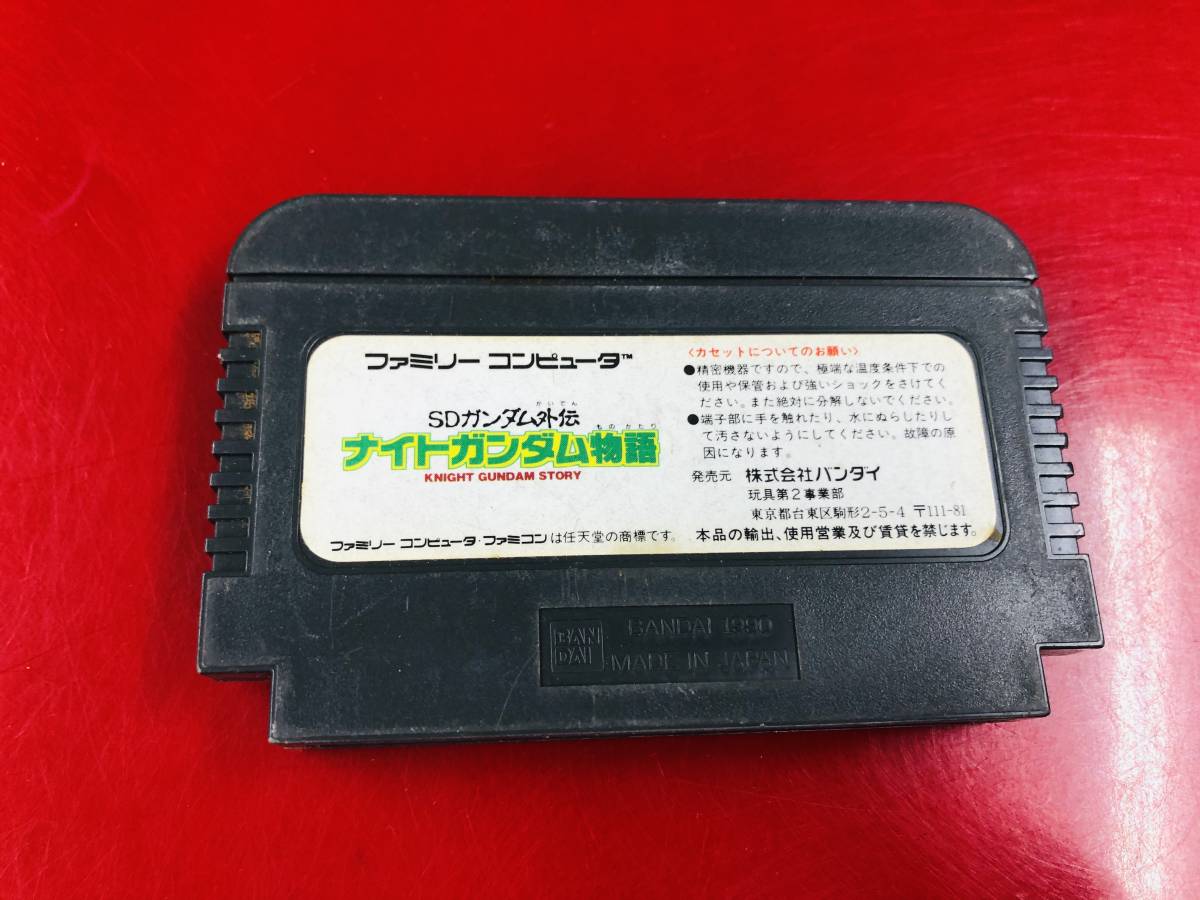 ファミリー コンピュータ™
かいでん
SDガンダム外伝
ものがたり
ナイトガンダム物語
KNIGHT GUNDAM STORY
ファミリー コンピュータ・ファミコンは任天堂の商標です。
〈カセットについてのお願い〉
●精密機器ですので、極端な温度条件下での
使用や保管および強いショックをさけてく
ださい。また絶対に分解しないでください。
●端子部に手を触れたり、水にぬらしたりし
て汚さないようにしてください。故障の原
因になります。
発売元 株式会社バンダイ
玩具第2事業部
東京都台東区駒形2-5-4 〒111-81
本品の輸出、使用営業及び賃貸を禁じます。
BAN
DAI
BANDAI 1990
MADE IN JAPAN